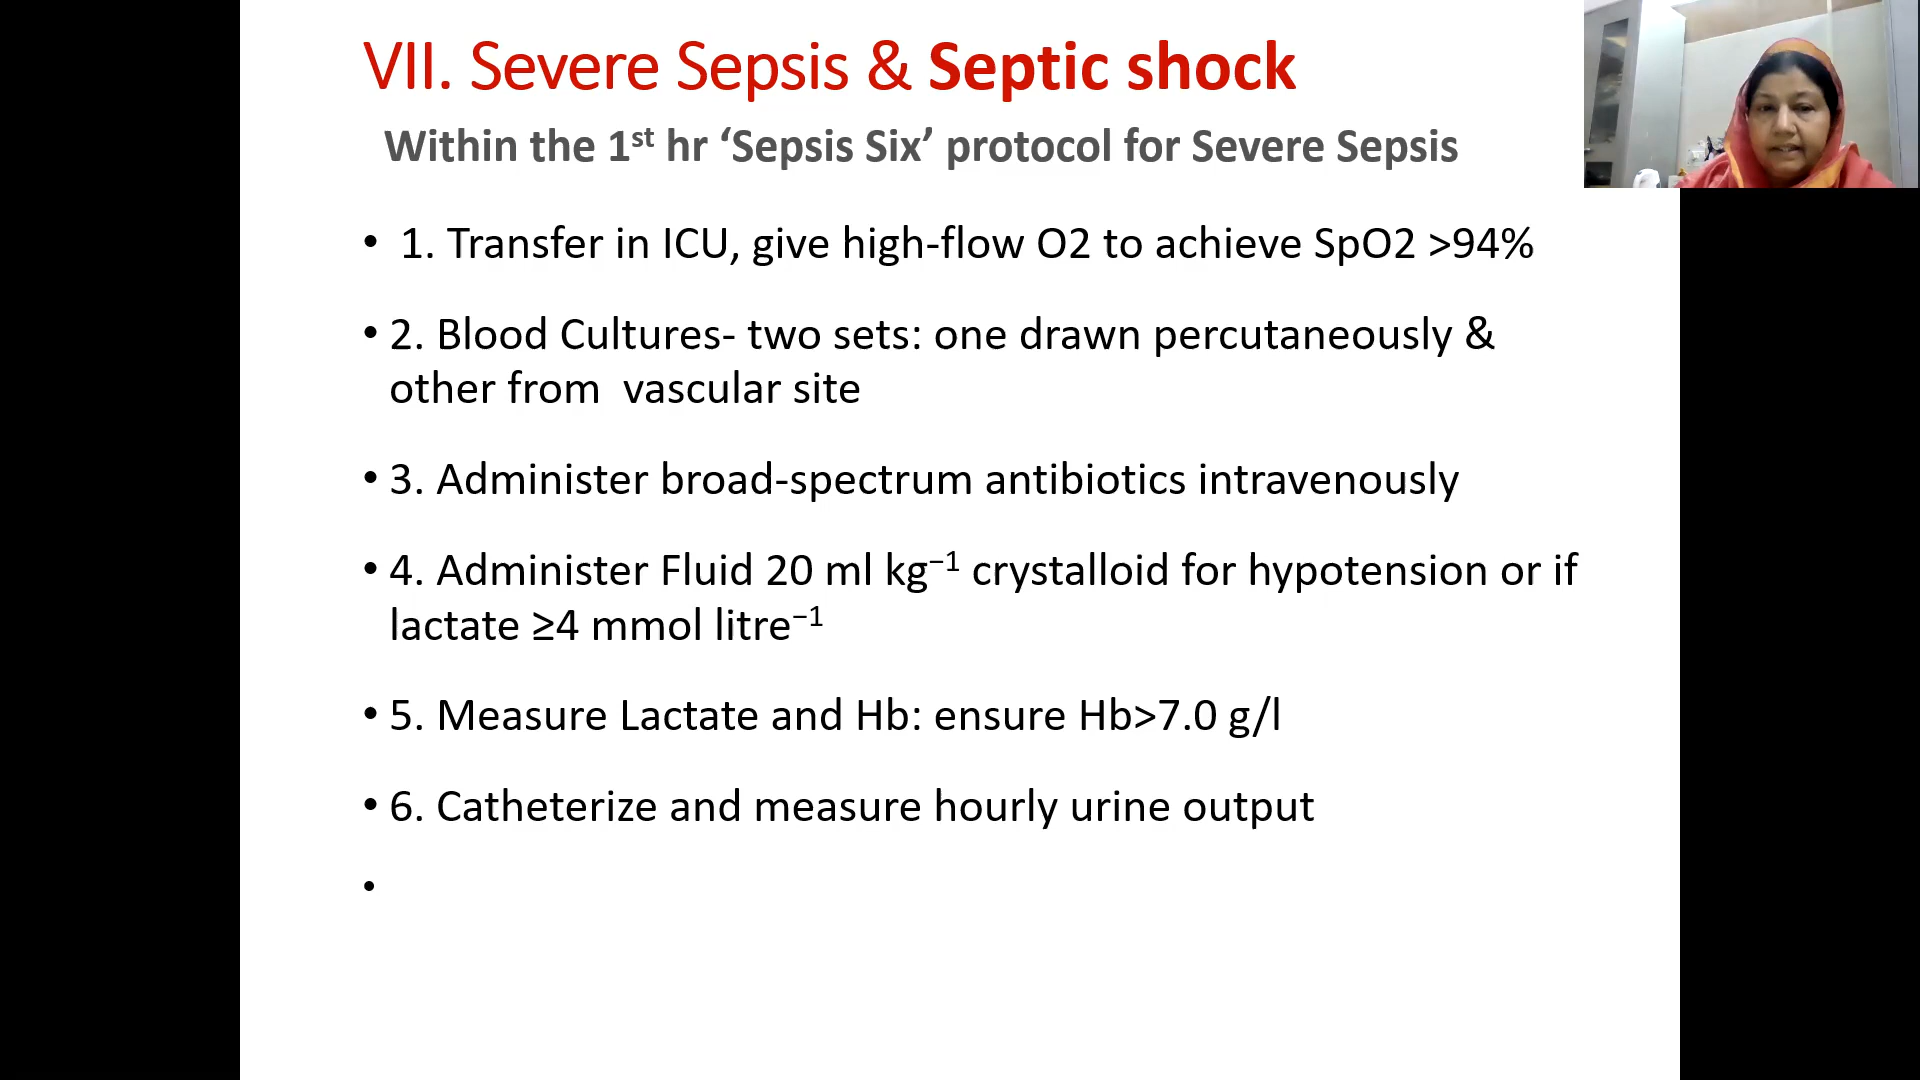 VII. Severe Sepsis & Septic shock
Within the 1st hr ‘Sepsis Six’ protocol for Severe Sepsis
• 1. Transfer in ICU, give high-flow O2 to achieve SpO2 >94%
• 2. Blood Cultures- two sets: one drawn percutaneously &
other from  vascular site
• 3. Administer broad-spectrum antibiotics intravenously
• 4. Administer Fluid 20 ml kg⁻¹ crystalloid for hypotension or if
lactate ≥4 mmol litre⁻¹
• 5. Measure Lactate and Hb: ensure Hb>7.0 g/l
• 6. Catheterize and measure hourly urine output
•